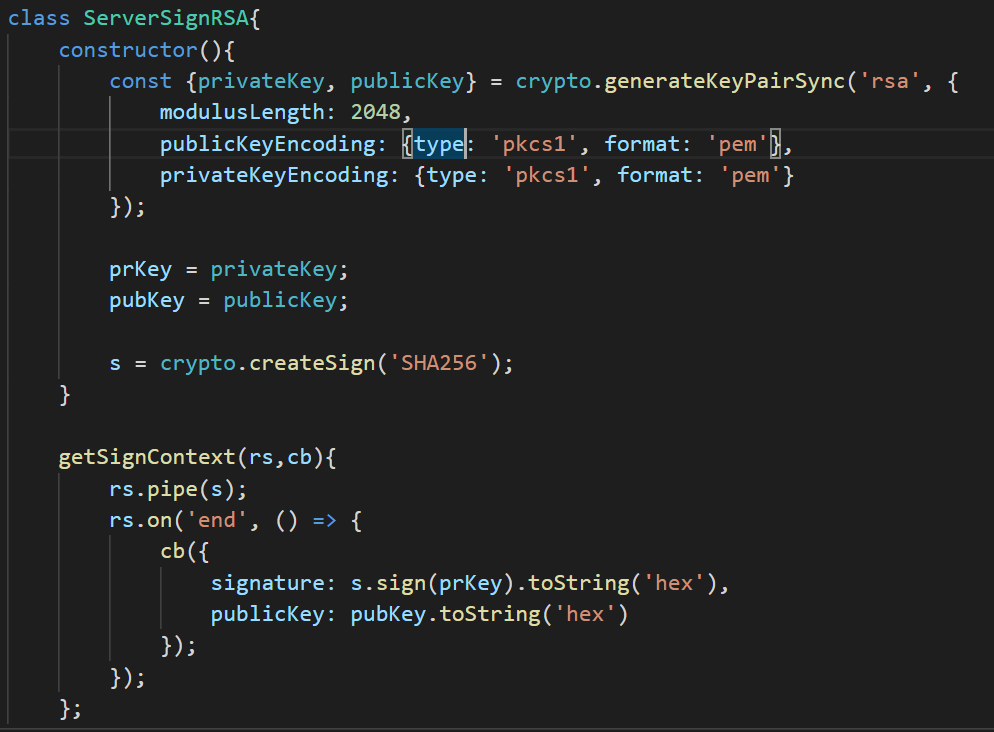 class ServerSignRSA{
    constructor(){
        const {privateKey, publicKey} = crypto.generateKeyPairSync('rsa', {
            modulusLength: 2048,
            publicKeyEncoding: {type: 'pkcs1', format: 'pem'},
            privateKeyEncoding: {type: 'pkcs1', format: 'pem'}
        });

        prKey = privateKey;
        pubKey = publicKey;

        s = crypto.createSign('SHA256');
    }

    getSignContext(rs,cb){
        rs.pipe(s);
        rs.on('end', () => {
            cb({
                signature: s.sign(prKey).toString('hex'),
                publicKey: pubKey.toString('hex')
            });
        });
    };